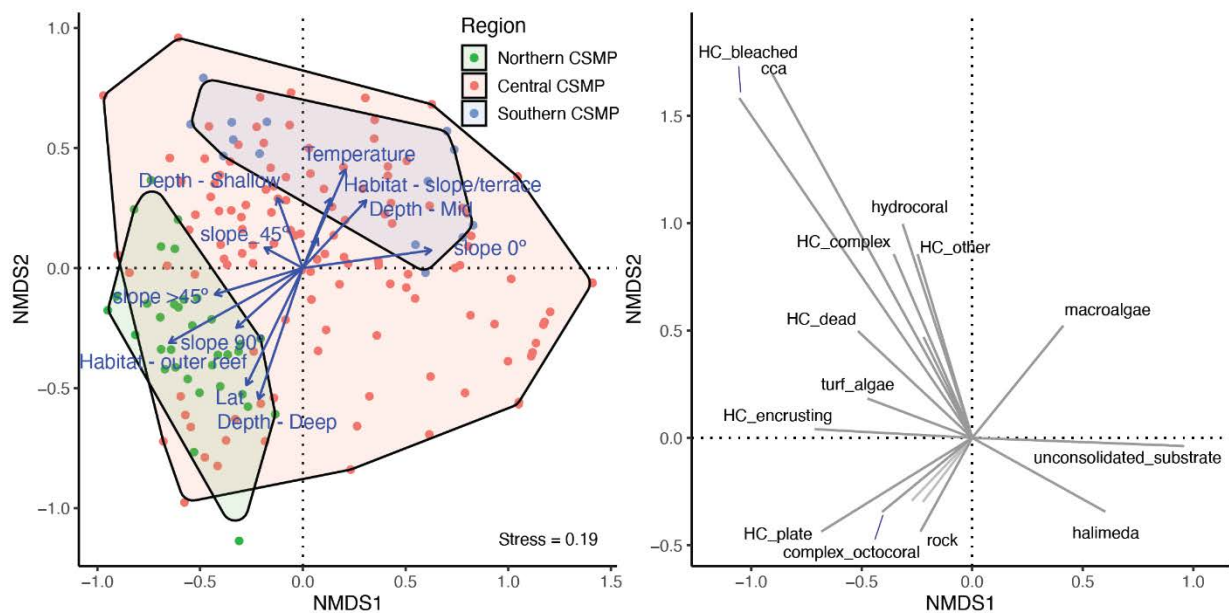 Region
Northern CSMP
Central CSMP
Southern CSMP
1.0
0.5
0.0
−0.5
−1.0
NMDS2
Temperature
Depth - Shallow
Habitat - slope/terrace
Depth - Mid
slope_45º
slope 0º
slope >45º
slope 90º
Habitat - outer reef
Lat
Depth - Deep
Stress = 0.19
−1.0
−0.5
0.0
0.5
1.0
1.5
NMDS1
1.5
1.0
0.5
0.0
−0.5
NMDS2
HC_bleached
cca
hydrocoral
HC_complex
HC_other
macroalgae
HC_dead
turf_algae
HC_encrusting
unconsolidated_substrate
HC_plate
complex_octocoral
rock
halimeda
−1.0
−0.5
0.0
0.5
1.0
NMDS1